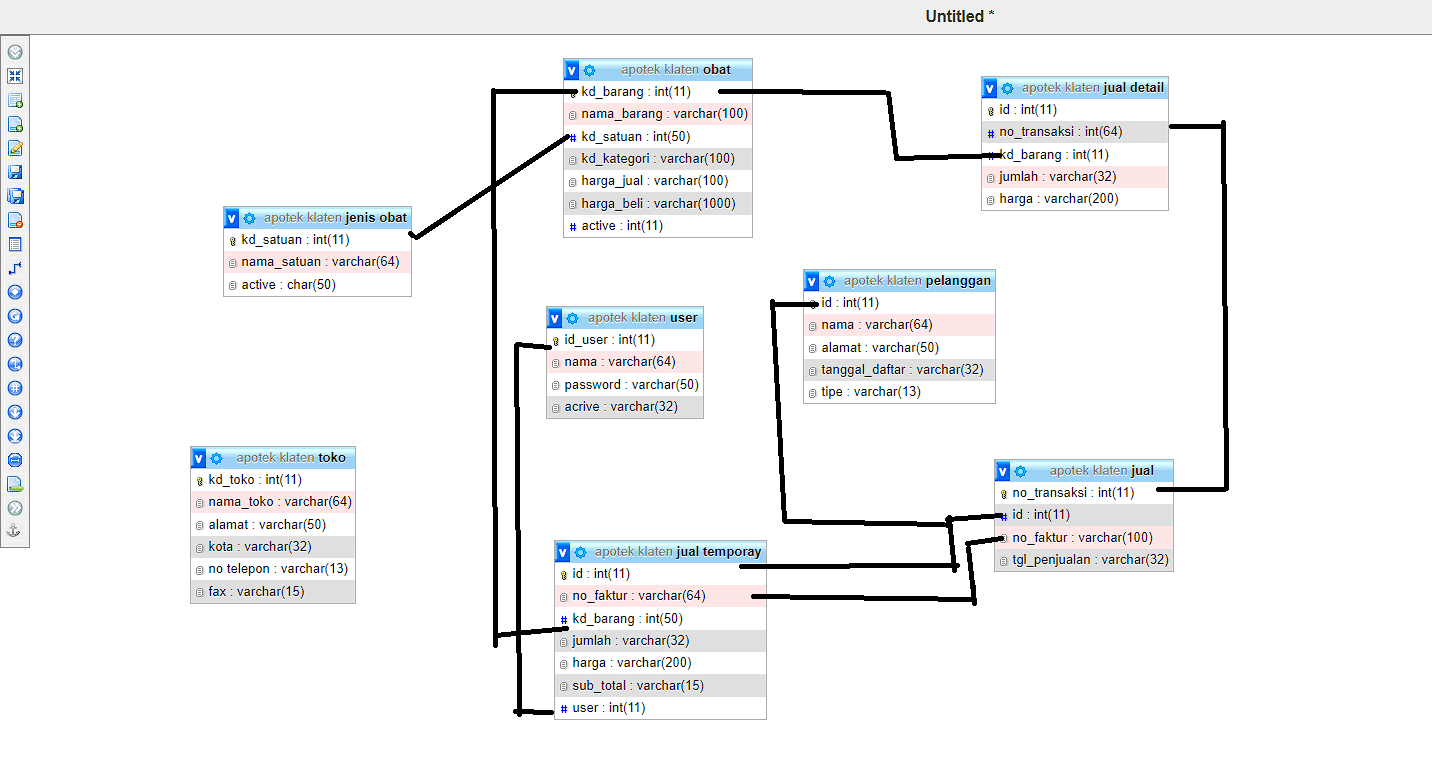 Untitled *
apotek klaten obat
kd_barang : int(11)
nama_barang : varchar(100)
kd_satuan : int(50)
kd_kategori : varchar(100)
harga_jual : varchar(100)
harga_beli : varchar(1000)
active : int(11)
apotek klaten jual detail
id : int(11)
no_transaksi : int(64)
kd_barang : int(11)
jumlah : varchar(32)
harga : varchar(200)
apotek klaten jenis obat
kd_satuan : int(11)
nama_satuan : varchar(64)
active : char(50)
apotek klaten pelanggan
id : int(11)
nama : varchar(64)
alamat : varchar(50)
tanggal_daftar : varchar(32)
tipe : varchar(13)
apotek klaten user
id_user : int(11)
nama : varchar(64)
password : varchar(50)
acrive : varchar(32)
apotek klaten toko
kd_toko : int(11)
nama_toko : varchar(64)
alamat : varchar(50)
kota : varchar(32)
no telepon : varchar(13)
fax : varchar(15)
apotek klaten jual
no_transaksi : int(11)
id : int(11)
no_faktur : varchar(100)
tgl_penjualan : varchar(32)
apotek klaten jual temporay
id : int(11)
no_faktur : varchar(64)
kd_barang : int(50)
jumlah : varchar(32)
harga : varchar(200)
sub_total : varchar(15)
user : int(11)